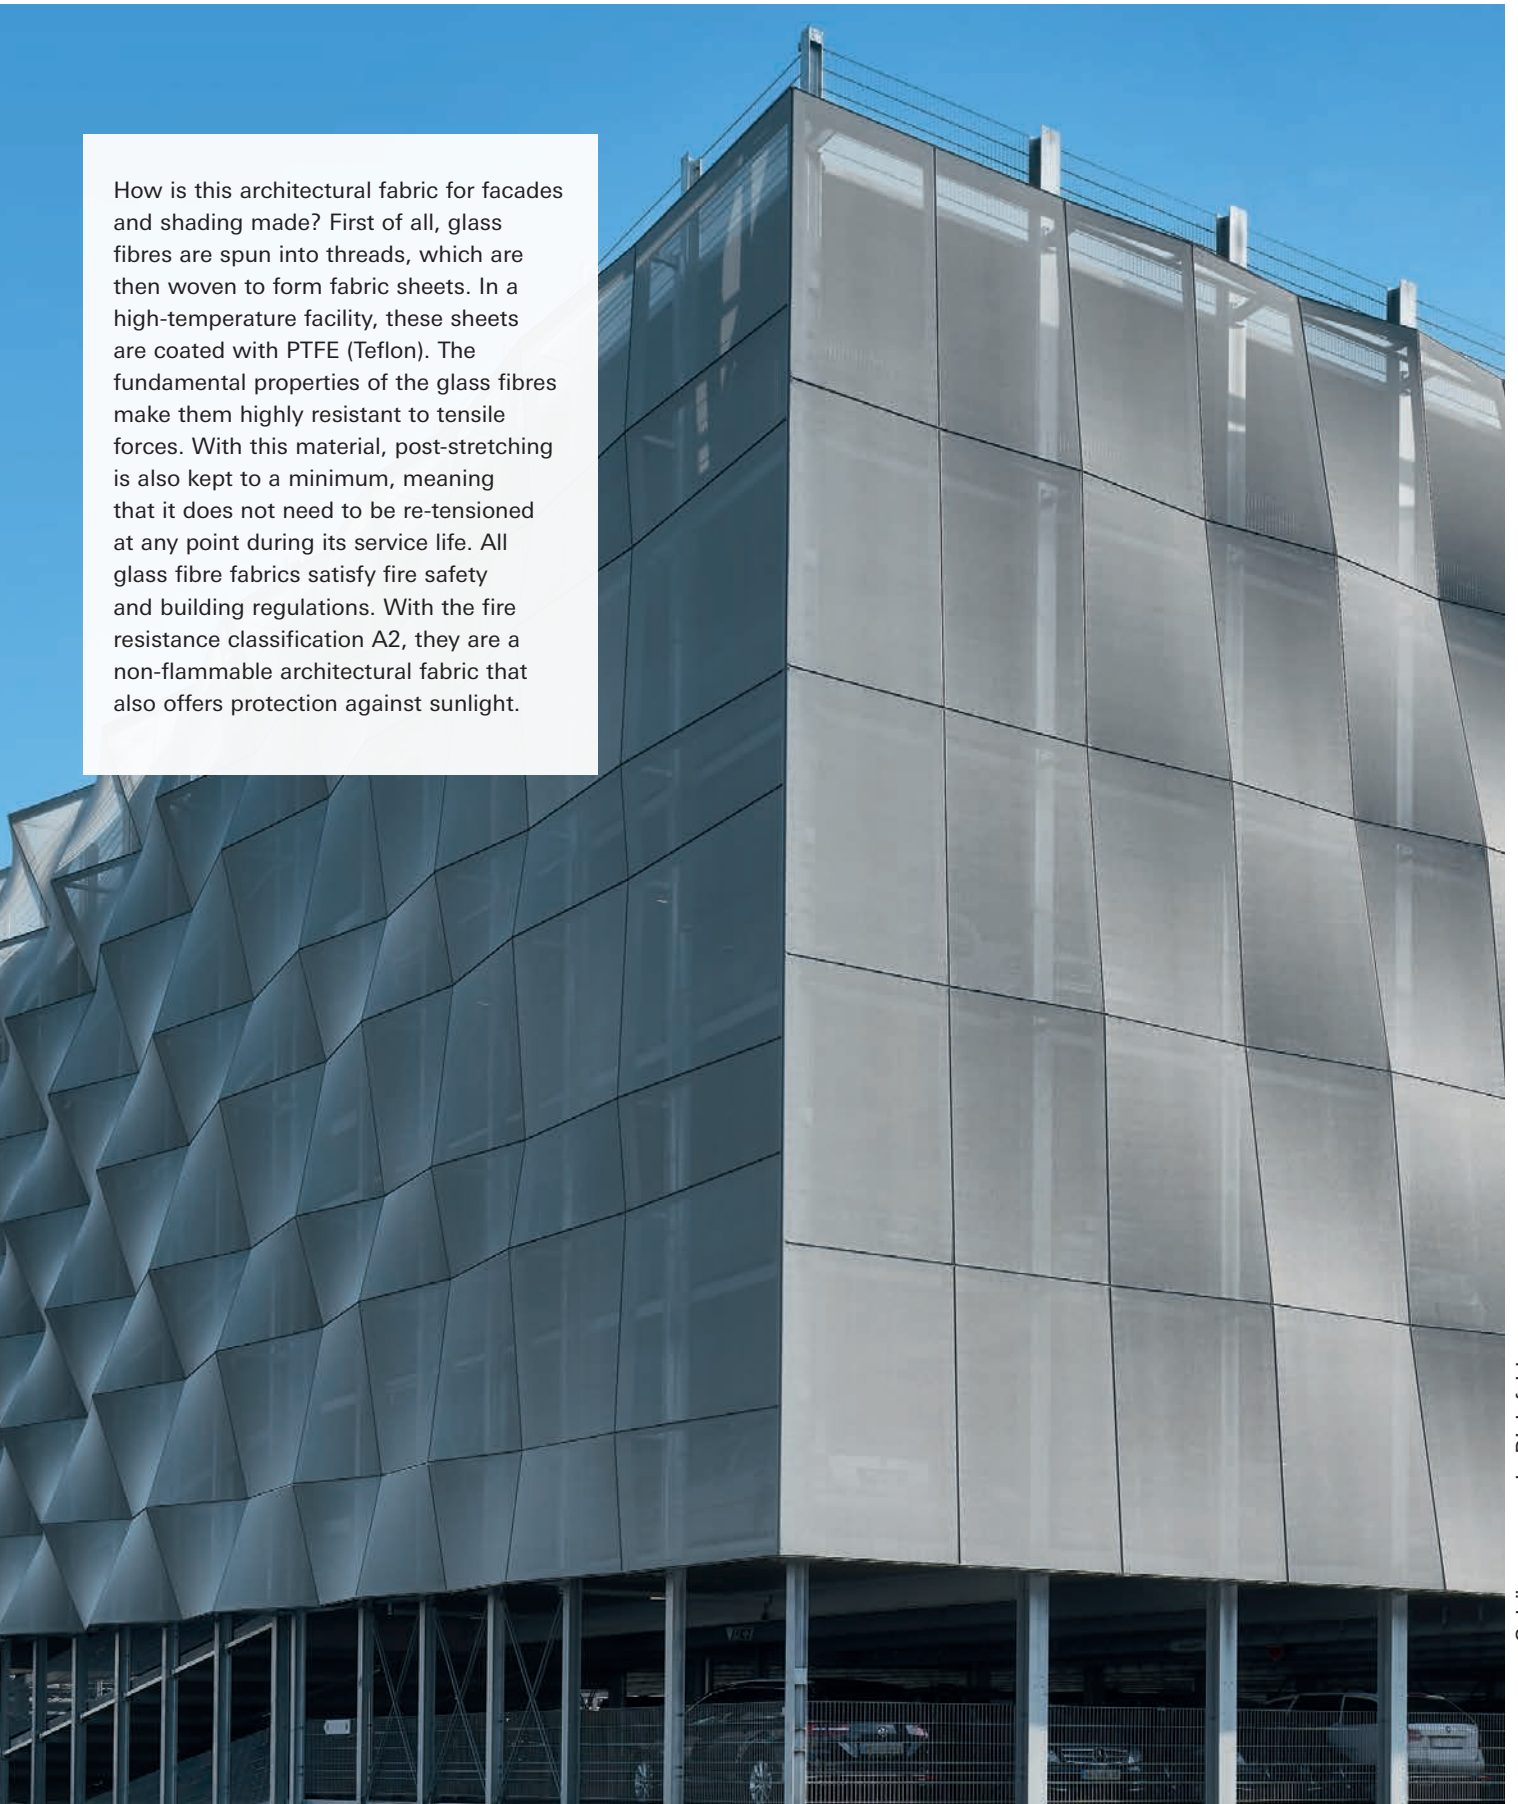 How is this architectural fabric for facades
and shading made? First of all, glass
fibres are spun into threads, which are
then woven to form fabric sheets. In a
high-temperature facility, these sheets
are coated with PTFE (Teflon). The
fundamental properties of the glass fibres
make them highly resistant to tensile
forces. With this material, post-stretching
is also kept to a minimum, meaning
that it does not need to be re-tensioned
at any point during its service life. All
glass fibre fabrics satisfy fire safety
and building regulations. With the fire
resistance classification A2, they are a
non-flammable architectural fabric that
also offers protection against sunlight.